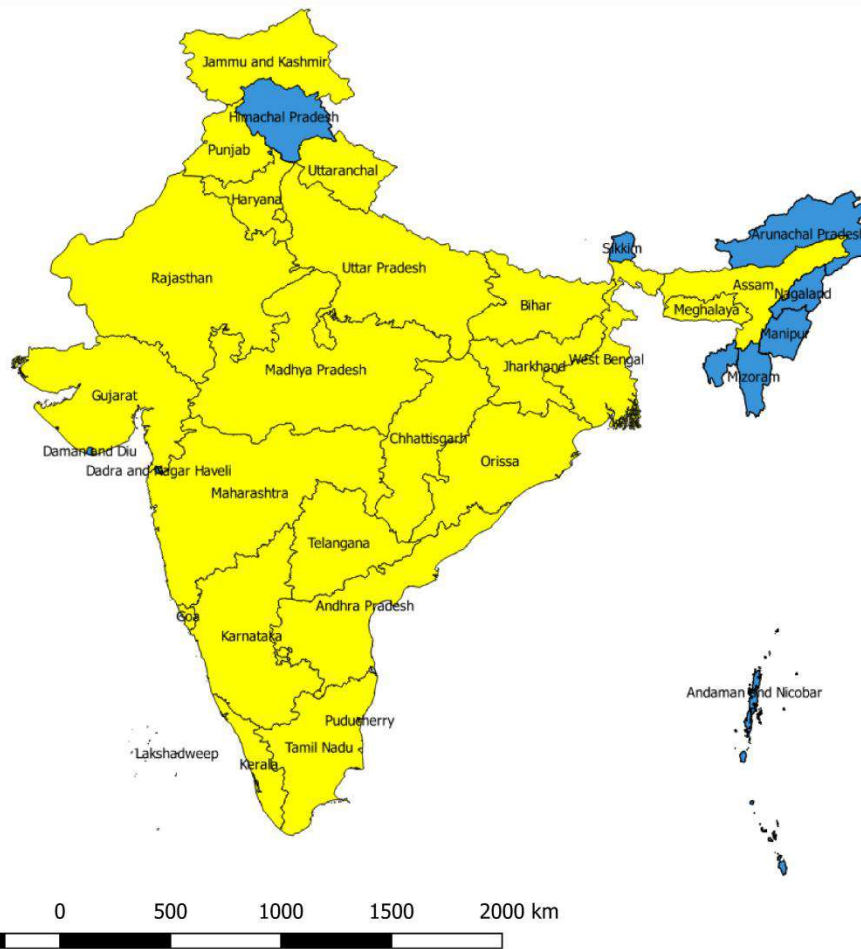 Jammu and Kashmir
Himachal Pradesh
Punjab
Uttaranchal
Haryana
Arunachal Pradesh
Sikkim
Uttar Pradesh
Rajasthan
Assam
Nagaland
Bihar
Meghalaya
Manipur
West Bengal
Jharkhand
Madhya Pradesh
Mizoram
Gujarat
Chhattisgarh
Daman and Diu
Orissa
Dadra and Nagar Haveli
Maharashtra
Telangana
Andhra Pradesh
Goa
Karnataka
Andaman and Nicobar
Puducherry
Tamil Nadu
Lakshadweep
Kerala
0 500 1000 1500 2000 km